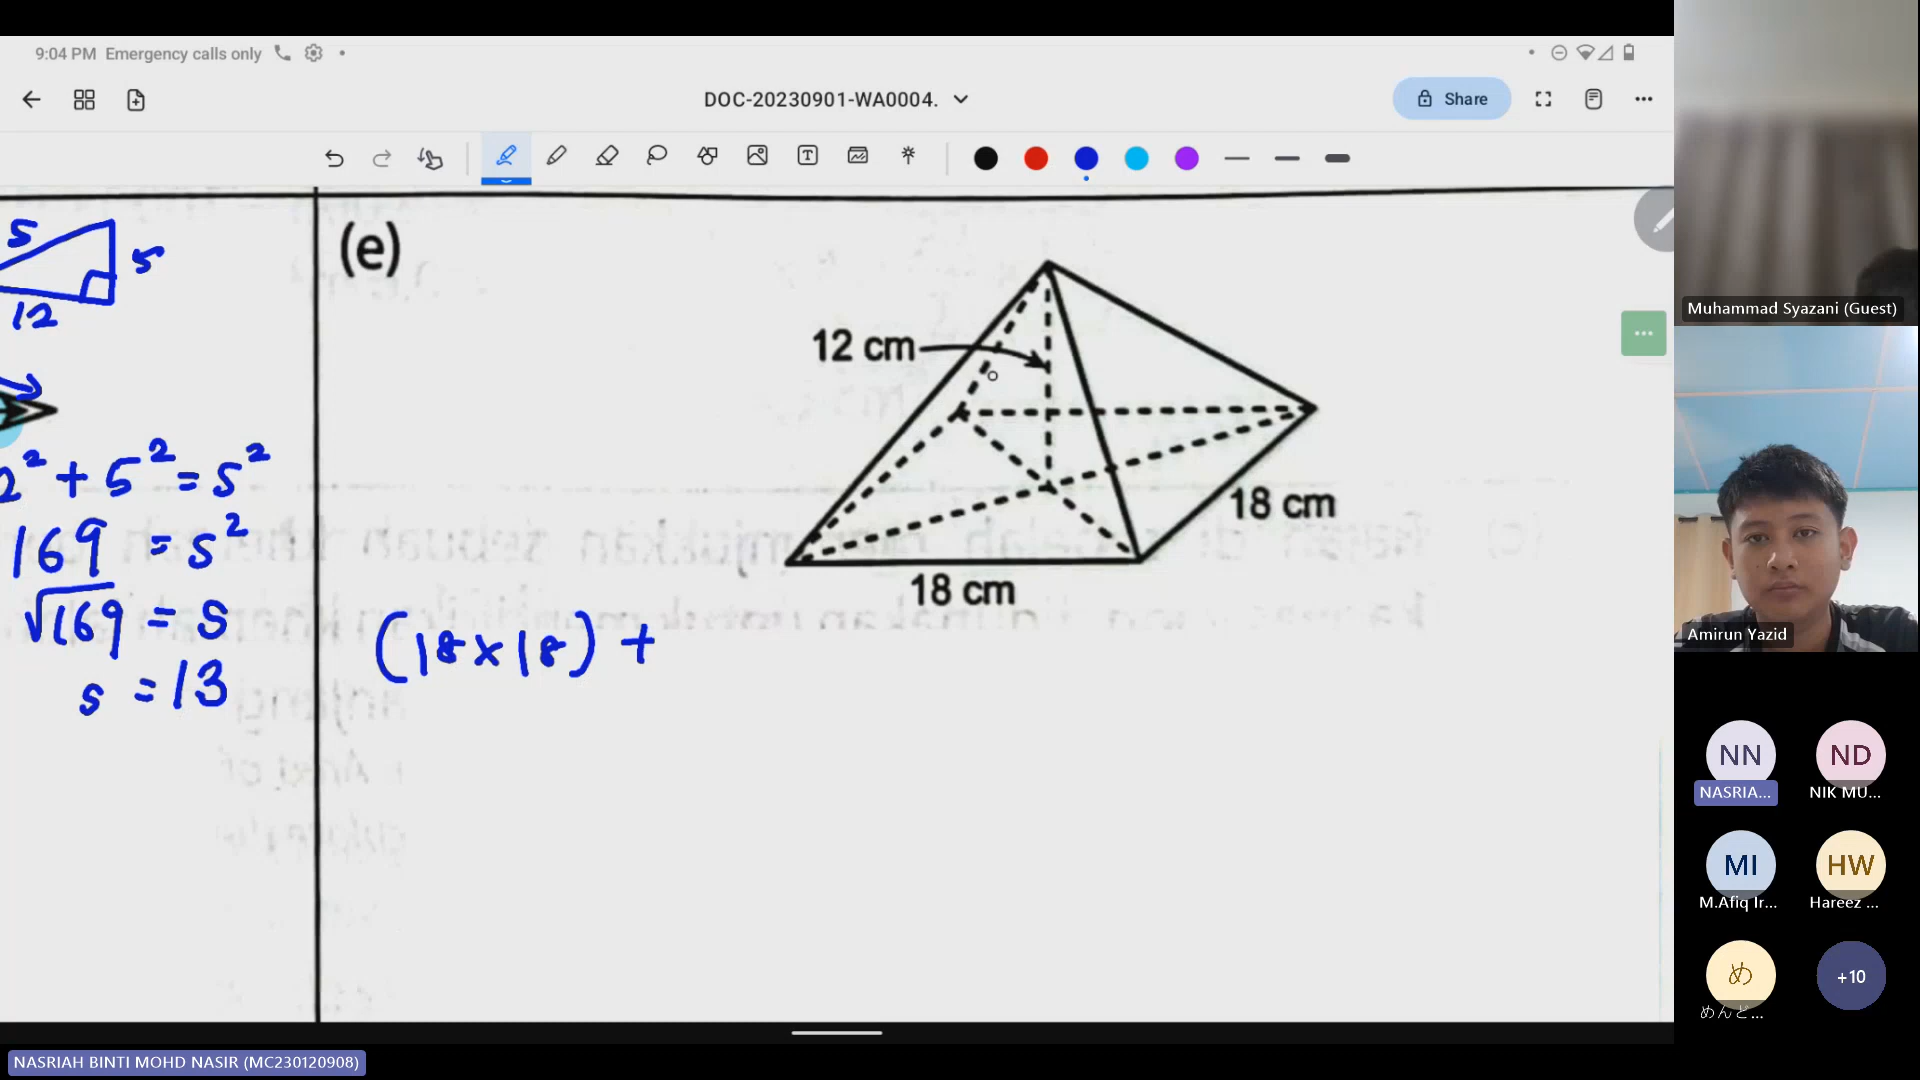 9:04 PM Emergency calls only
DOC-20230901-WA0004.
Share
5
5
12
(e)
12 cm
18 cm
18 cm
2² + 5² = s²
169 = s²
√169 = s
s = 13
(18 × 18) +
Muhammad Syazani (Guest)
Amirun Yazid
NN
NASRIA...
ND
NIK MU...
MI
M.Afiq Ir...
HW
Hareez ...
め
めんど...
+10
NASRIAH BINTI MOHD NASIR (MC230120908)